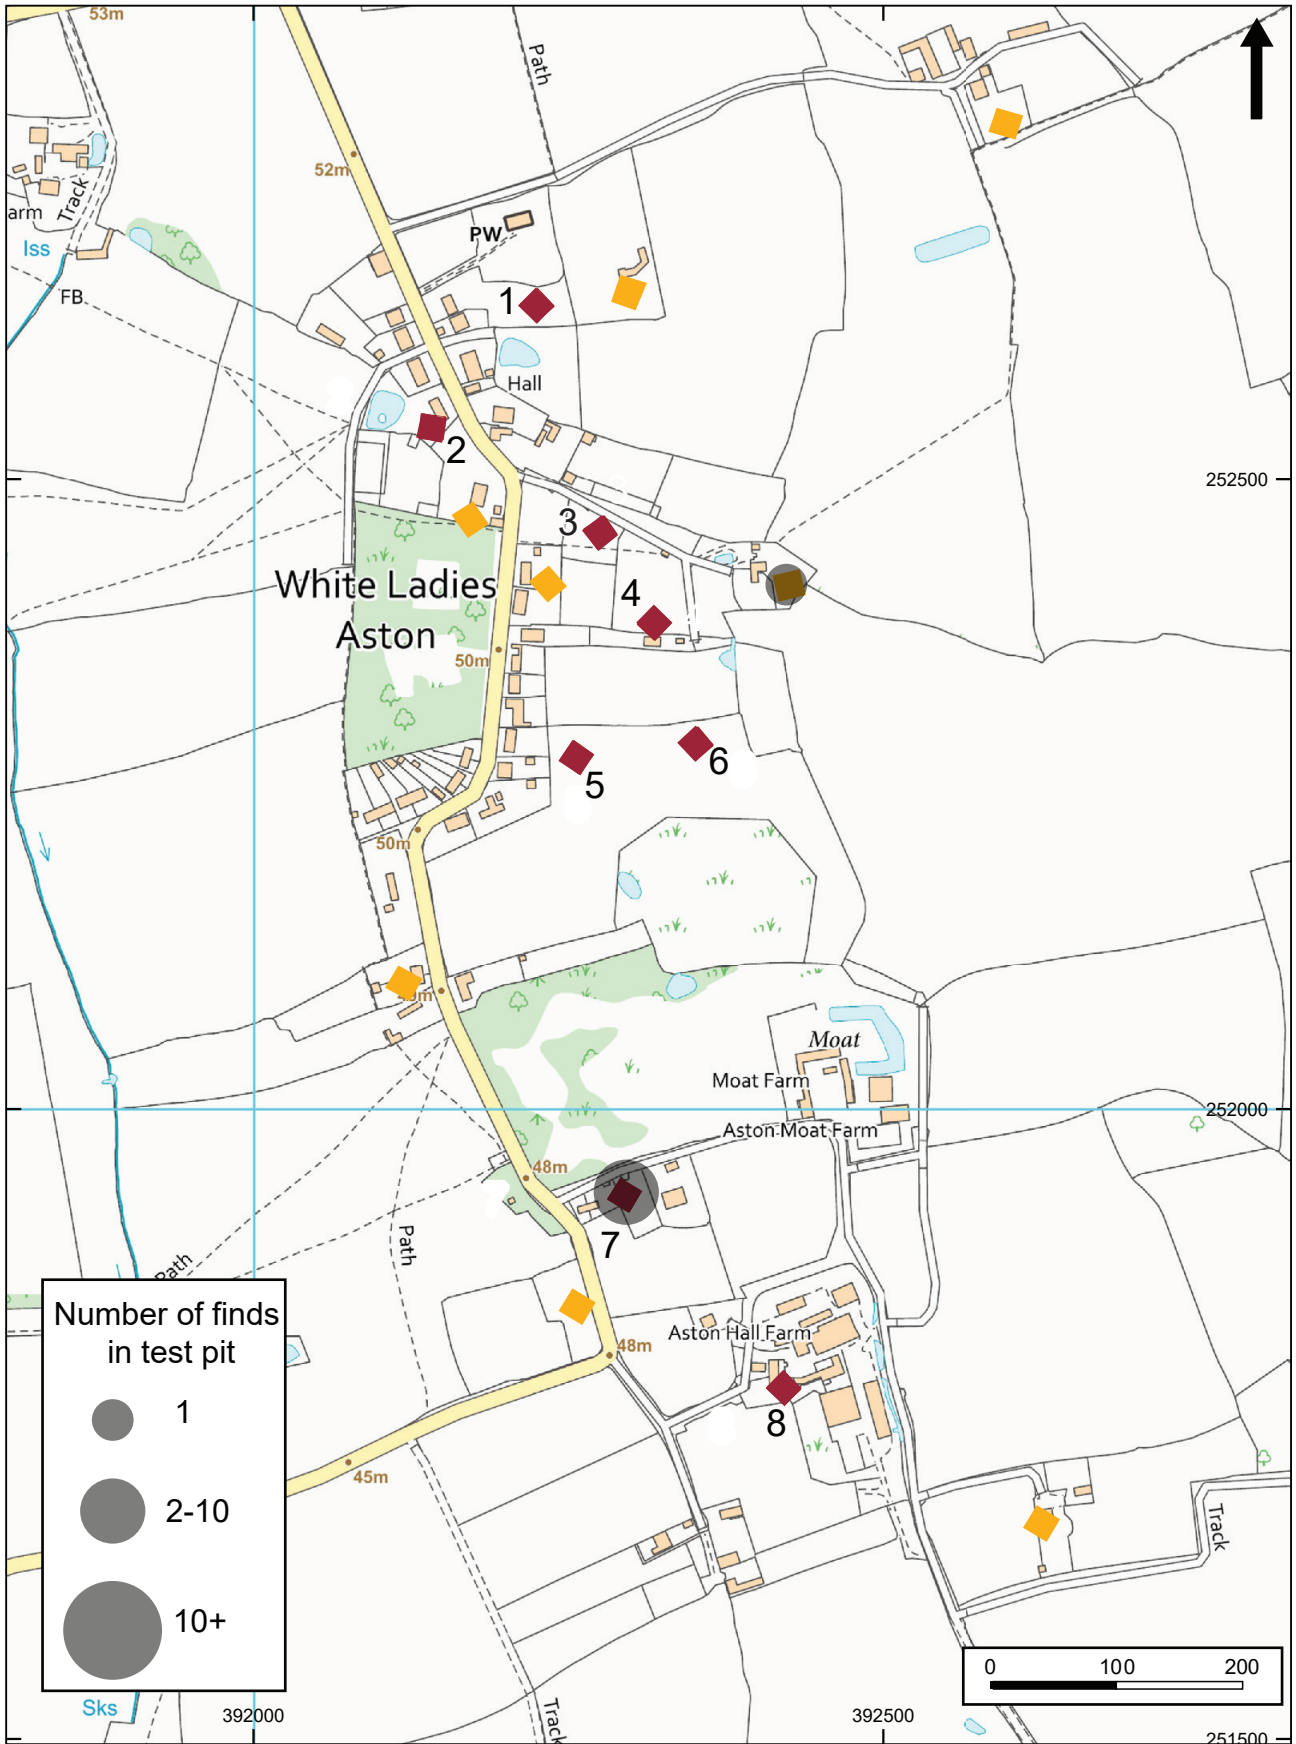 53m
Path
52m
arm
Track
Iss
FB
PW
1
Hall
2
252500
3
White Ladies
Aston
4
50m
6
5
50m
49m
Moat
Moat Farm
252000
Aston Moat Farm
48m
7
Path
Path
Number of finds
in test pit
1
2-10
10+
Aston Hall Farm
48m
8
45m
Track
0 100 200
Sks
392000
Track
392500
251500